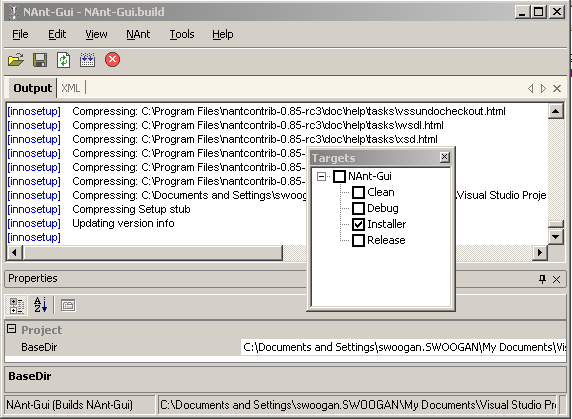 NAnt-Gui - NAnt-Gui.build
File Edit View NAnt Tools Help
Output XML
[innosetup] Compressing: C:\Program Files\nantcontrib-0.85-rc3\doc\help\tasks\vssundocheckout.html
[innosetup] Compressing: C:\Program Files\nantcontrib-0.85-rc3\doc\help\tasks\wsdl.html
[innosetup] Compressing: C:\Program Files\nantcontrib-0.85-rc3\doc\help\tasks\xsd.html
[innosetup] Compressing: C:\Program Files\nantcontrib-0.85-
[innosetup] Compressing: C:\Program Files\nantcontrib-0.85-
[innosetup] Compressing: C:\Program Files\nantcontrib-0.85-
[innosetup] Compressing: C:\Documents and Settings\swoog \Visual Studio Proje
[innosetup] Compressing Setup stub
[innosetup] Updating version info
[innosetup]
Targets
NAnt-Gui
Clean
Debug
Installer
Release
Properties
Project
BaseDir C:\Documents and Settings\swoogan.SWOOGAN\My Documents\Vis
BaseDir
NAnt-Gui (Builds NAnt-Gui) C:\Documents and Settings\swoogan.SWOOGAN\My Documents\Visual Studio Pr